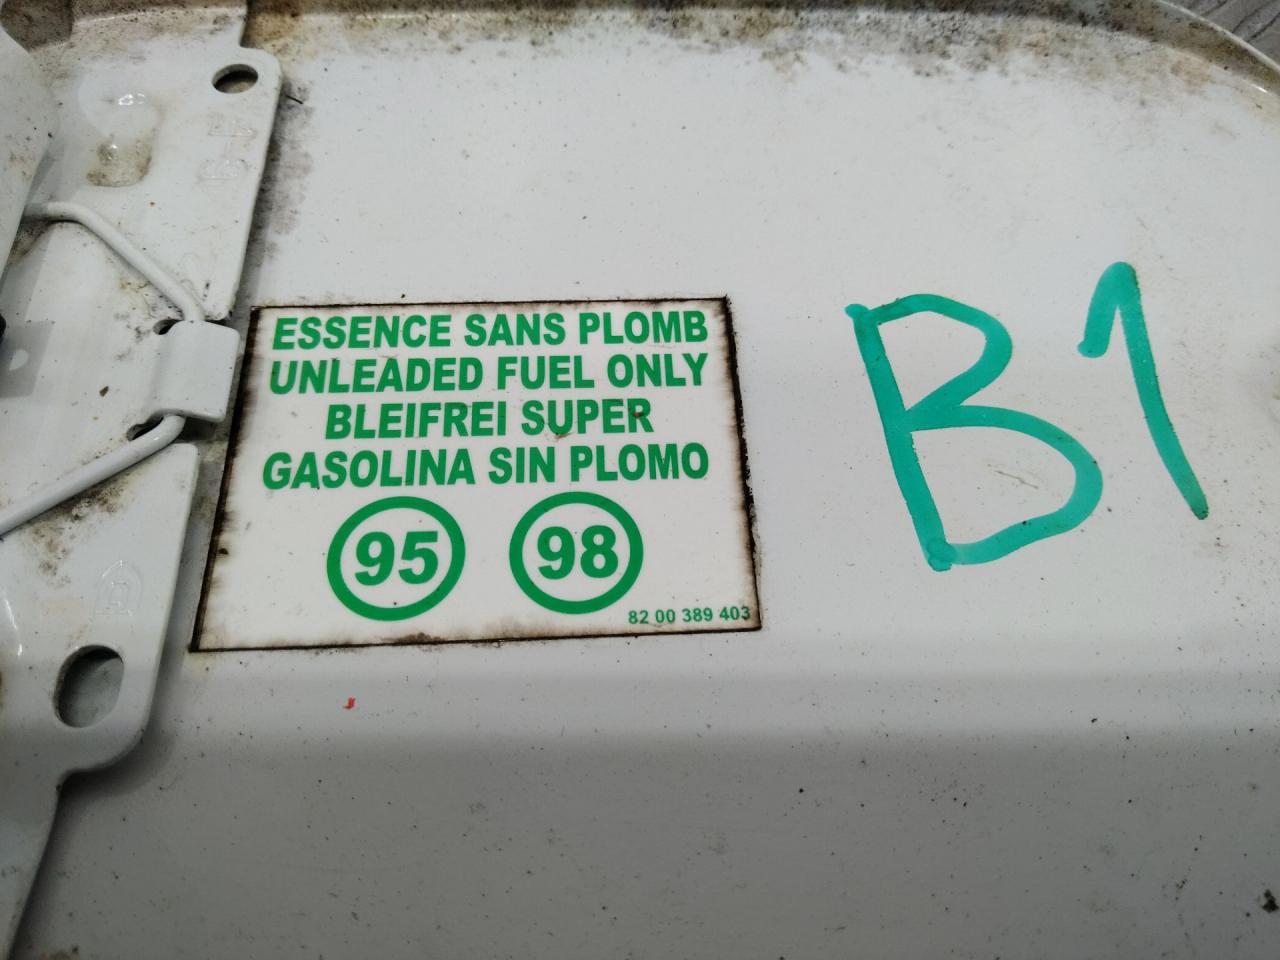 ESSENCE SANS PLOMB
UNLEADED FUEL ONLY
BLEIFREI SUPER
GASOLINA SIN PLOMO
95 98
82 00 389 403
B1